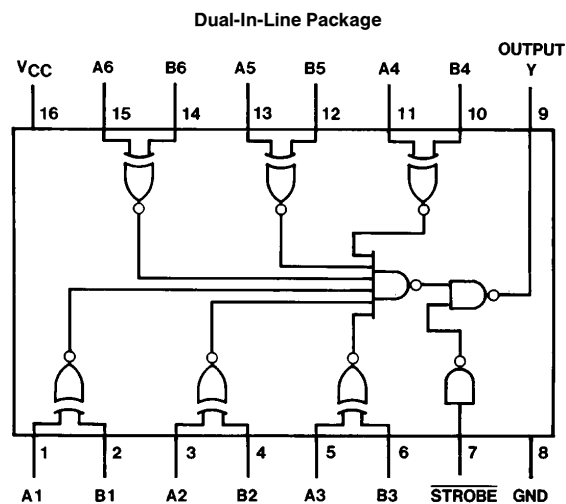 Dual-In-Line Package
OUTPUT
VCC A6 B6 A5 B5 A4 B4 Y
16 15 14 13 12 11 10 9
1 2 3 4 5 6 7 8
A1 B1 A2 B2 A3 B3 STROBE GND